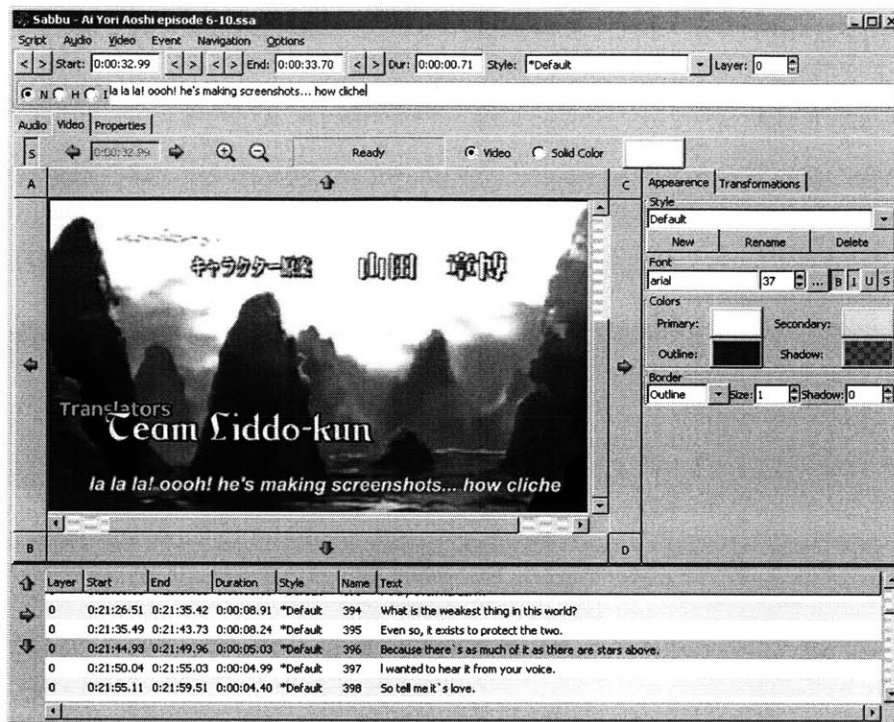 Sabbu - Ai Yori Aoshi episode 6-10.ssa
Script Audio Video Event Navigation Options
< > Start: 0:00:32.99 < > < > End: 0:00:33.70 < > Dur: 0:00:00.71 Style: *Default Layer: 0
N H I la la la! oooh! he's making screenshots... how cliche
Audio Video Properties
S 0:00:32.99 Ready Video Solid Color
A C Appearance Transformations
Style
Default
New Rename Delete
キャラクター原案 山田 章博
Font
arial 37 ... B I U S
Colors
Primary: Secondary:
Outline: Shadow:
Border
Outline Size: 1 Shadow: 0
Translators
Team Liddo-kun
la la la! oooh! he's making screenshots... how cliche
B D
Layer Start End Duration Style Name Text
0 0:21:26.51 0:21:35.42 0:00:08.91 *Default 394 What is the weakest thing in this world?
0 0:21:35.49 0:21:43.73 0:00:08.24 *Default 395 Even so, it exists to protect the two.
0 0:21:44.93 0:21:49.96 0:00:05.03 *Default 396 Because there`s as much of it as there are stars above.
0 0:21:50.04 0:21:55.03 0:00:04.99 *Default 397 I wanted to hear it from your voice.
0 0:21:55.11 0:21:59.51 0:00:04.40 *Default 398 So tell me it`s love.